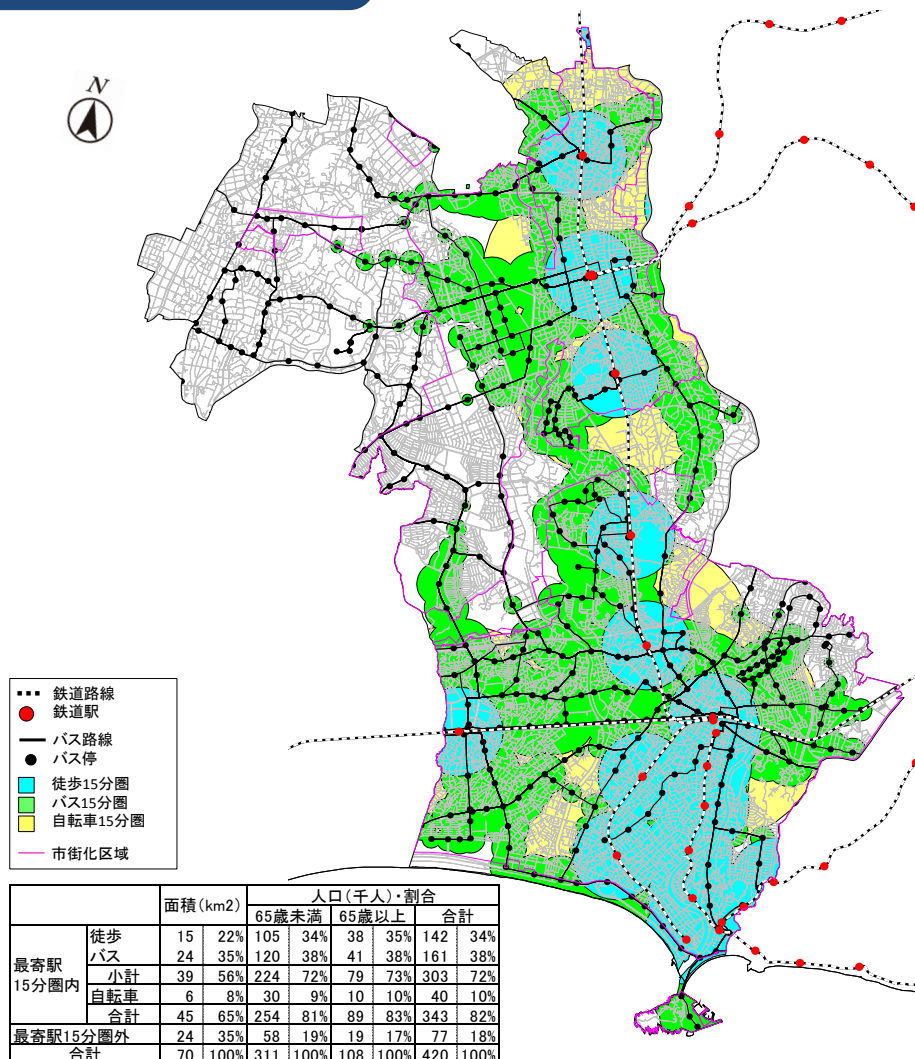 N
鉄道路線
鉄道駅
バス路線
バス停
徒歩15分圏
バス15分圏
自転車15分圏
市街化区域
面積(km2) 人口(千人)・割合
65歳未満 65歳以上 合計
最寄駅15分圏内 徒歩 15 22% 105 34% 38 35% 142 34%
バス 24 35% 120 38% 41 38% 161 38%
小計 39 56% 224 72% 79 73% 303 72%
自転車 6 8% 30 9% 10 10% 40 10%
合計 45 65% 254 81% 89 83% 343 82%
最寄駅15分圏外 24 35% 58 19% 19 17% 77 18%
合計 70 100% 311 100% 108 100% 420 100%